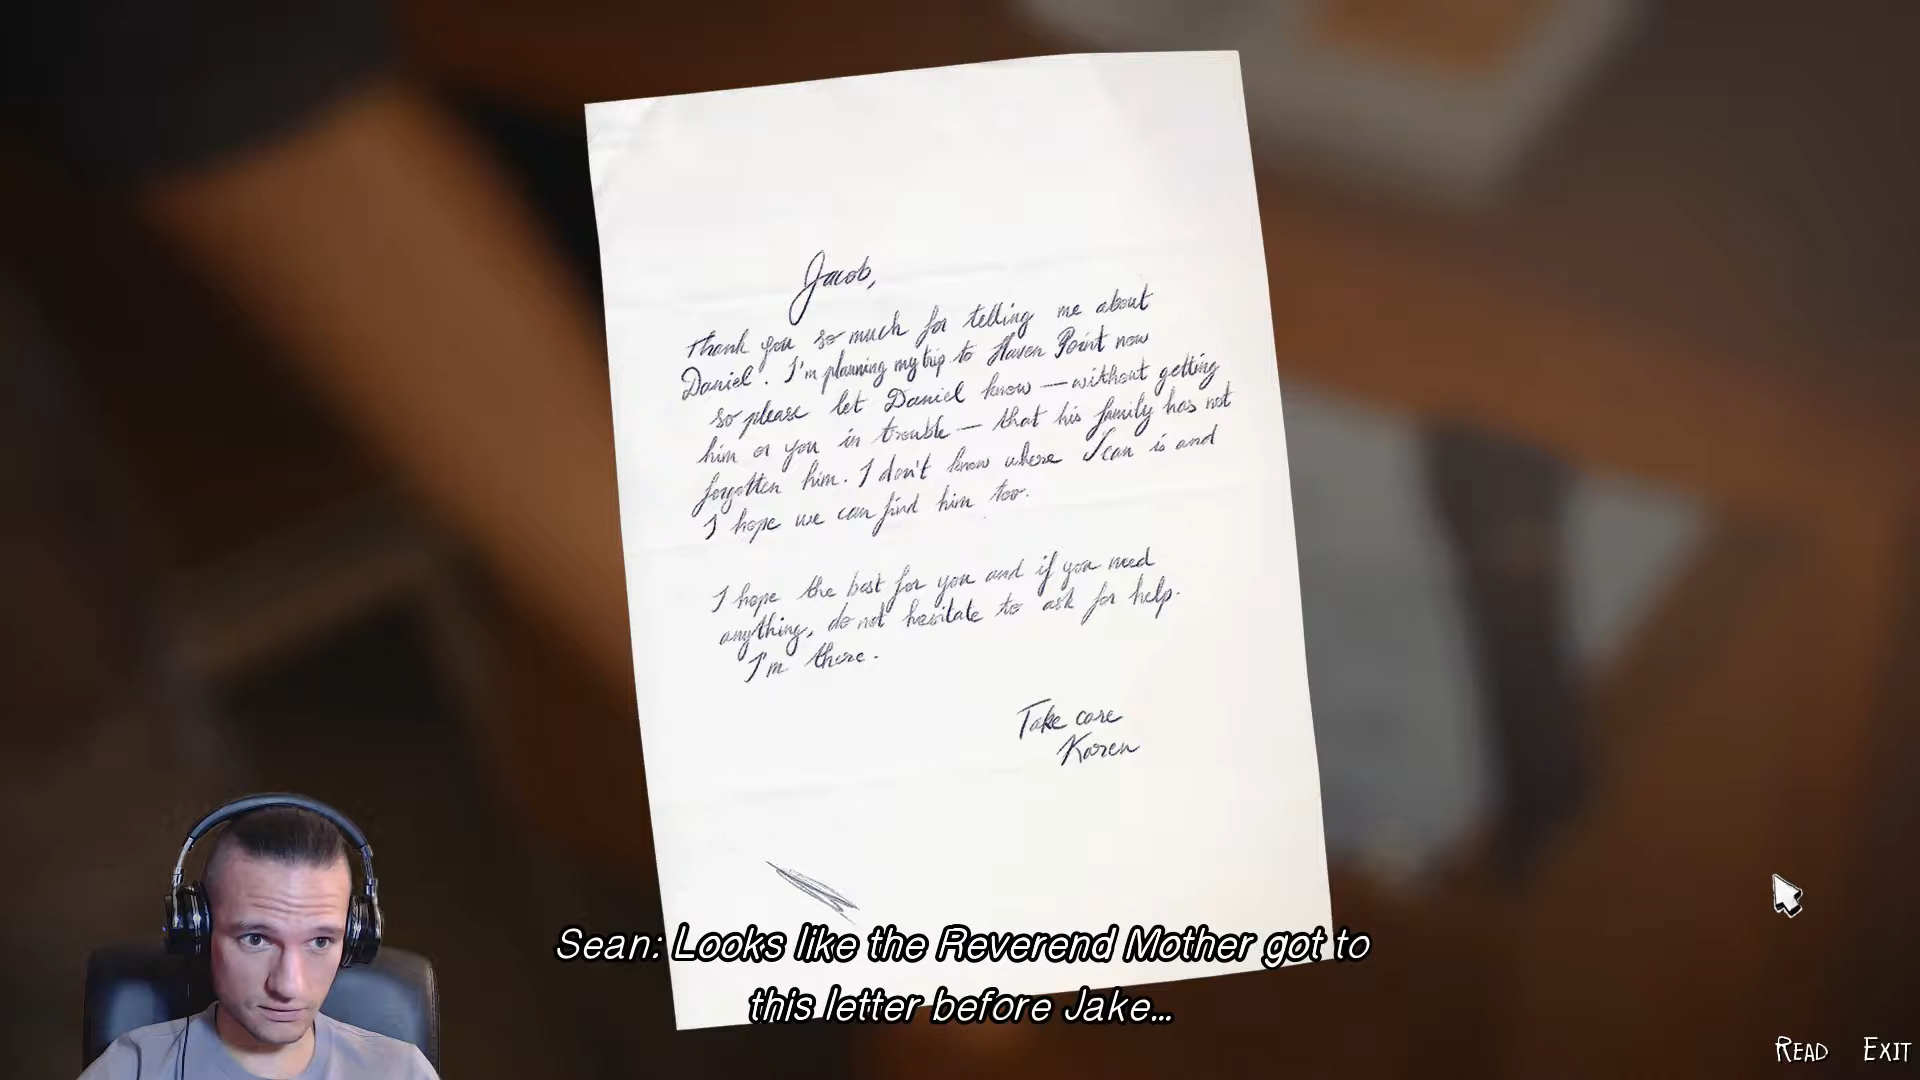 Jacob,
Thank you so much for telling me about
Daniel. I'm planning my trip to Haven Point now
so please let Daniel know — without getting
him or you in trouble — that his family has not
forgotten him. I don't know where Sean is and
I hope we can find him too.
I hope the best for you and if you need
anything, do not hesitate to ask for help.
I'm there.
Take care
Karen
Sean: Looks like the Reverend Mother got to
this letter before Jake...
READ EXIT